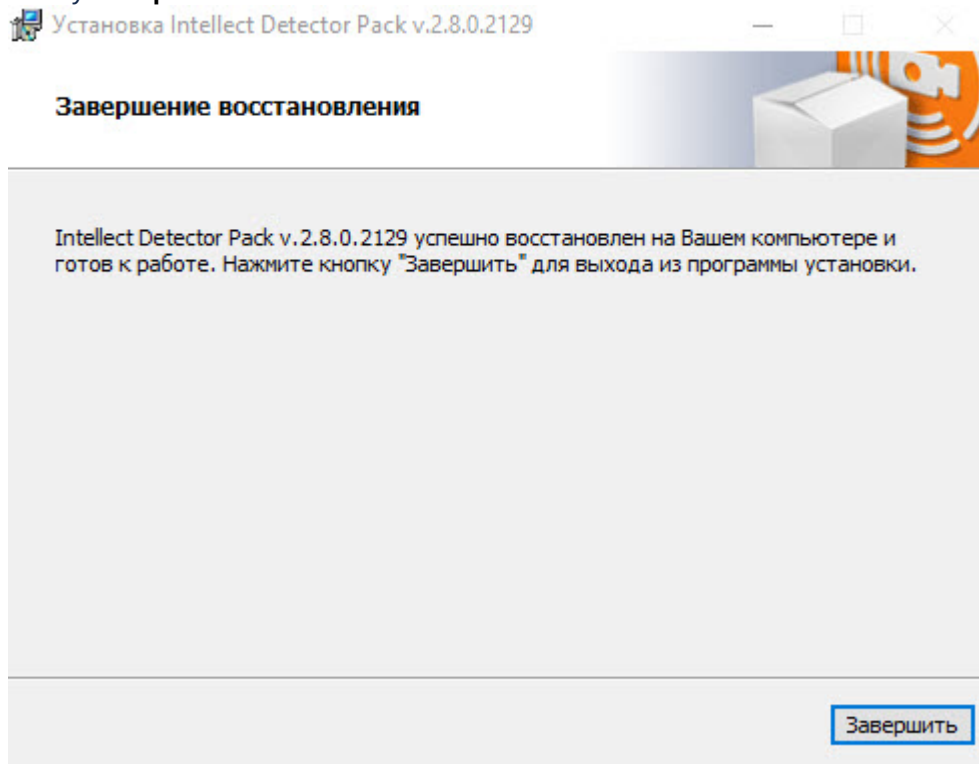 Установка Intellect Detector Pack v.2.8.0.2129
Завершение восстановления
Intellect Detector Pack v.2.8.0.2129 успешно восстановлен на Вашем компьютере и
готов к работе. Нажмите кнопку "Завершить" для выхода из программы установки.
Завершить